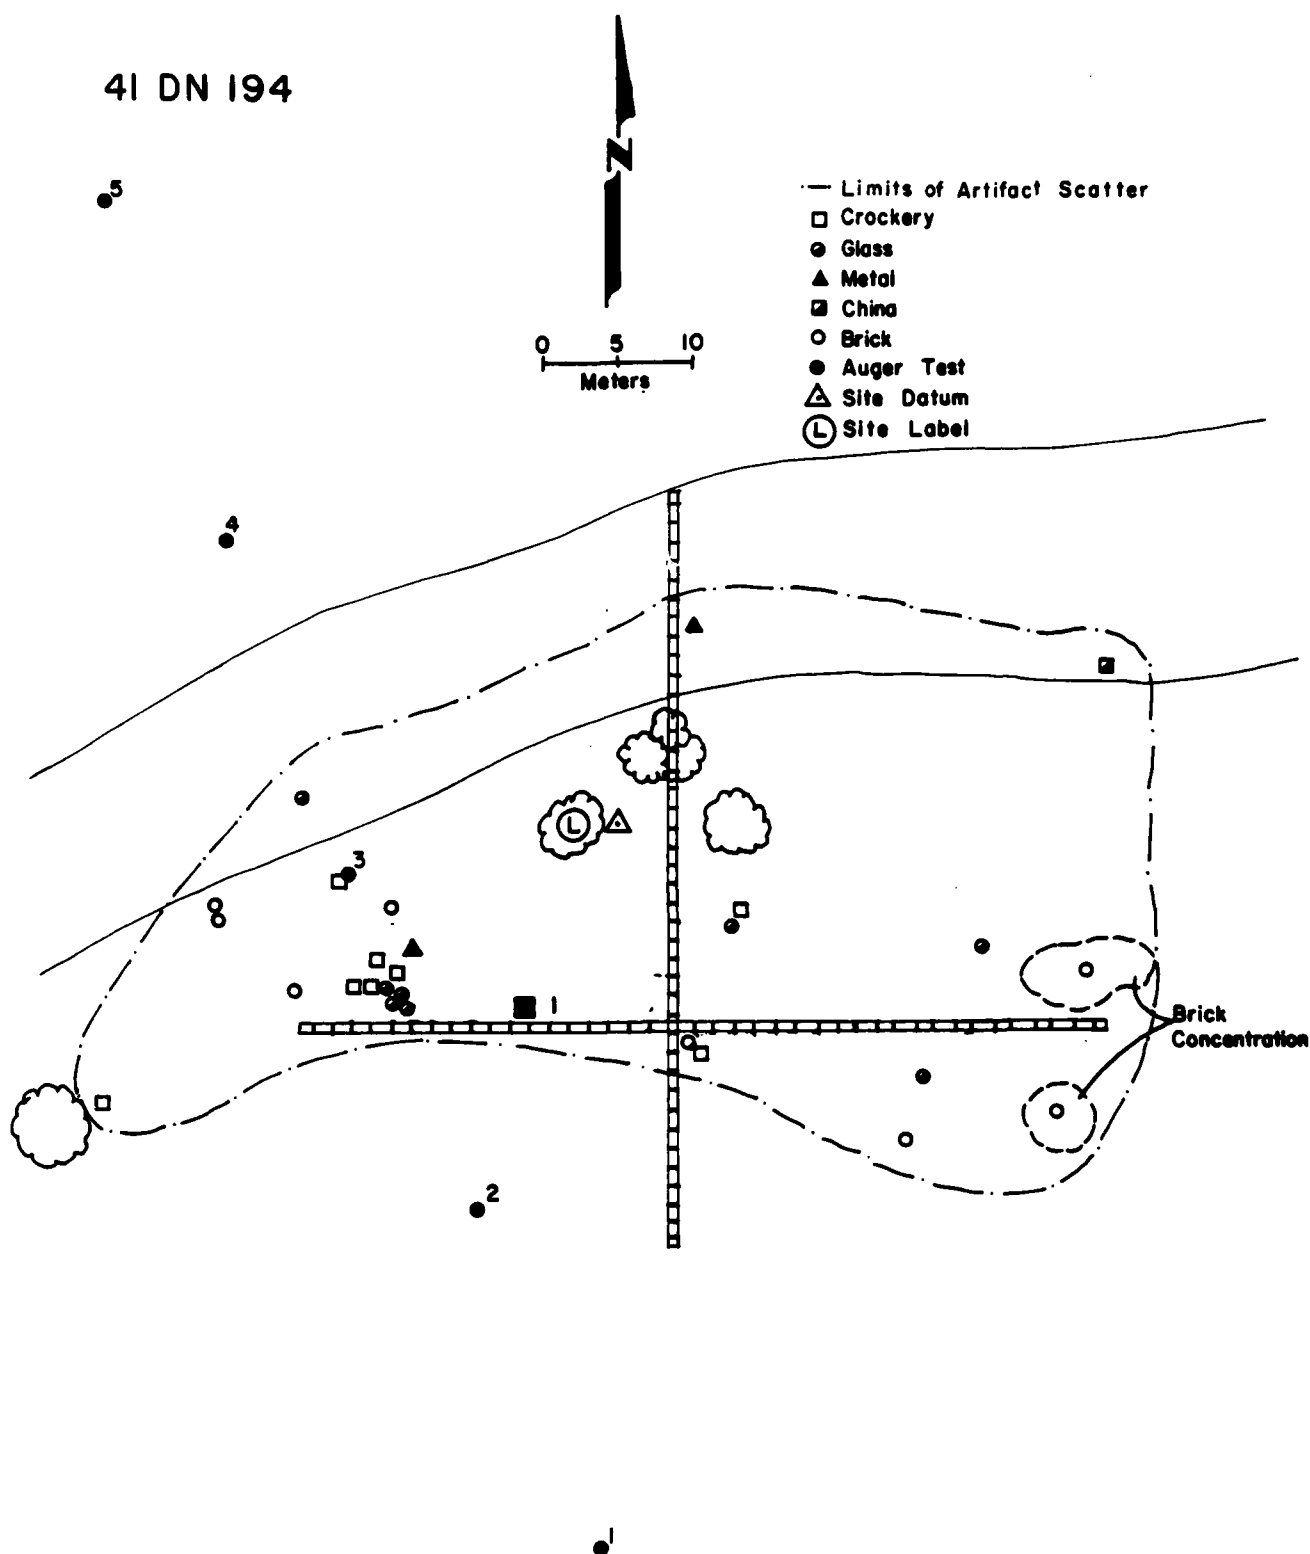 41 DN 194
N
5
Limits of Artifact Scatter
Crockery
Glass
Metal
China
Brick
Auger Test
Site Datum
L Site Label
0 5 10
Meters
4
L
3
1
Brick
Concentration
2
1